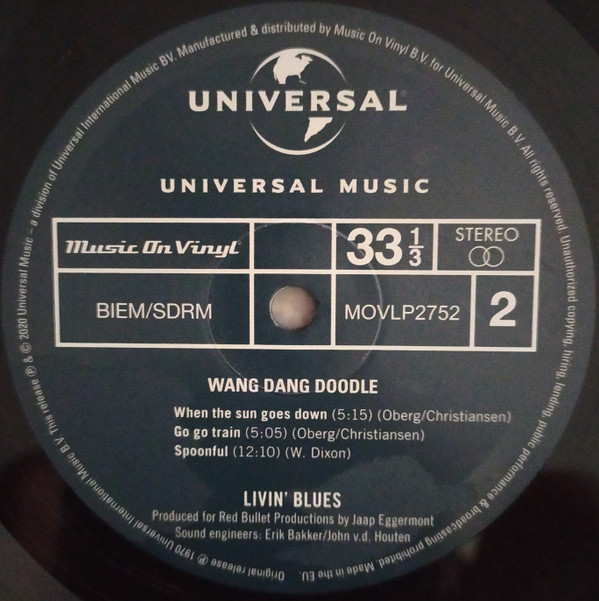 Original release ℗ 1970 Universal International Music B.V. This release ℗ & © 2020 Universal Music – a division of Universal International Music BV. Manufactured & distributed by Music On Vinyl B.V. for Universal Music B.V. All rights reserved. Unauthorized copying, hiring, lending, public performance & broadcasting prohibited. Made in the EU.
UNIVERSAL
UNIVERSAL MUSIC
Music On Vinyl 33 1/3 STEREO
BIEM/SDRM MOVLP2752 2
WANG DANG DOODLE
When the sun goes down (5:15) (Oberg/Christiansen)
Go go train (5:05) (Oberg/Christiansen)
Spoonful (12:10) (W. Dixon)
LIVIN' BLUES
Produced for Red Bullet Productions by Jaap Eggermont
Sound engineers: Erik Bakker/John v.d. Houten